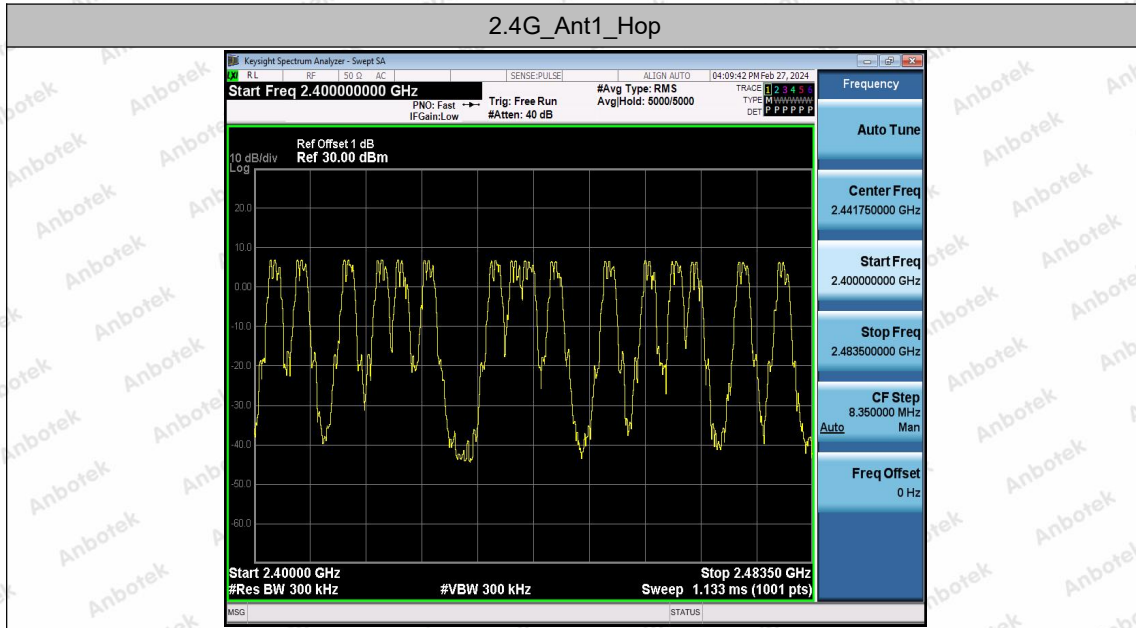 2.4G_Ant1_Hop
Keysight Spectrum Analyzer - Swept SA
LXI RL RF 50 Ω AC SENSE:PULSE ALIGN AUTO 04:09:42 PM Feb 27, 2024
Start Freq 2.400000000 GHz #Avg Type: RMS TRACE 1 2 3 4 5 6
PNO: Fast Trig: Free Run Avg|Hold: 5000/5000 TYPE MWWWWW
IFGain:Low #Atten: 40 dB DET P P P P P P
Frequency
Auto Tune
Ref Offset 1 dB
10 dB/div Ref 30.00 dBm
Log
Center Freq
2.441750000 GHz
20.0
10.0
Start Freq
2.400000000 GHz
0.00
-10.0
Stop Freq
2.483500000 GHz
-20.0
-30.0
CF Step
8.350000 MHz
Auto Man
-40.0
Freq Offset
0 Hz
-50.0
-60.0
Start 2.40000 GHz Stop 2.48350 GHz
#Res BW 300 kHz #VBW 300 kHz Sweep 1.133 ms (1001 pts)
MSG STATUS
Anbotek